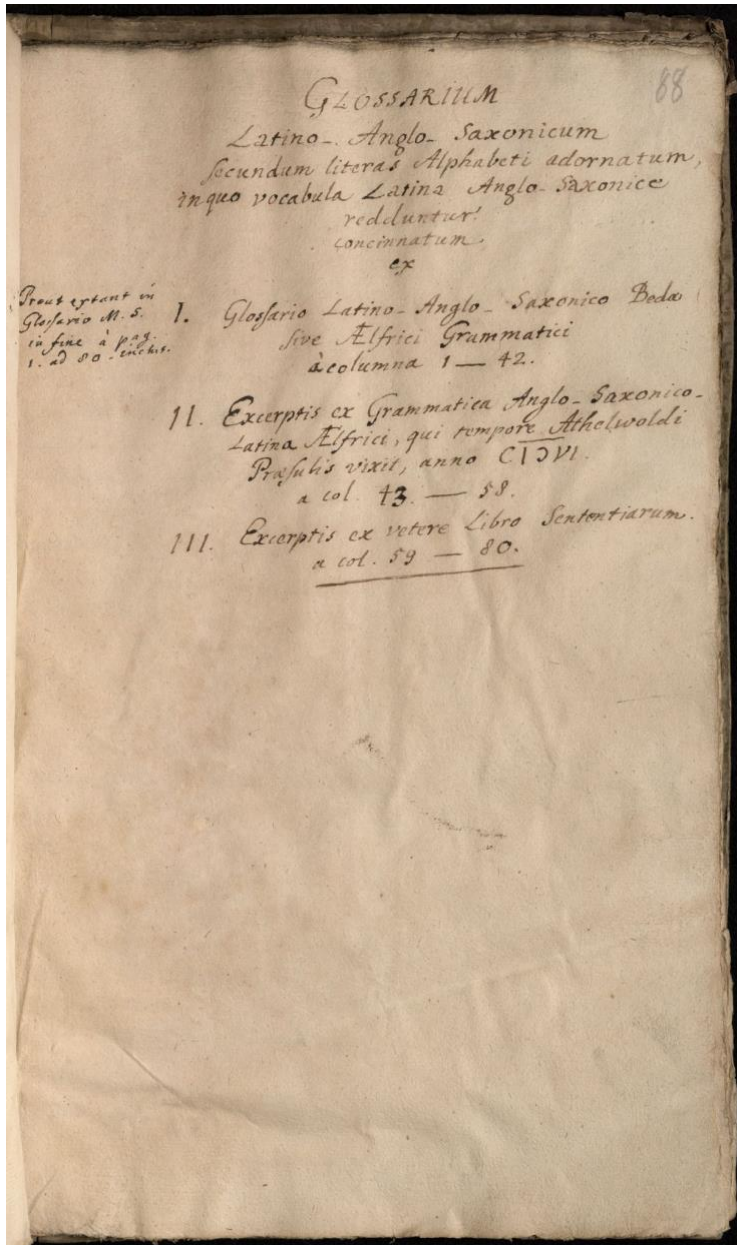 88
GLOSSARIUM
Latino-Anglo-Saxonicum
secundum literas Alphabeti adornatum,
in quo vocabula Latina Anglo-Saxonice
redduntur:
concinnatum,
ex
Prout extant in
Glossario M.S.
in fine à pag.
1. ad 80-inclus.
I. Glossario Latino-Anglo-Saxonico Bedæ
sive Ælfrici Grammatici
à columna 1 — 42.
II. Excerptis ex Grammatica Anglo-Saxonico-
Latina Ælfrici, qui tempore Athelwoldi
Præsulis vixit, anno CIƆVI.
a col. 43. — 58.
III. Excerptis ex vetere Libro Sententiarum.
a col. 59 — 80.